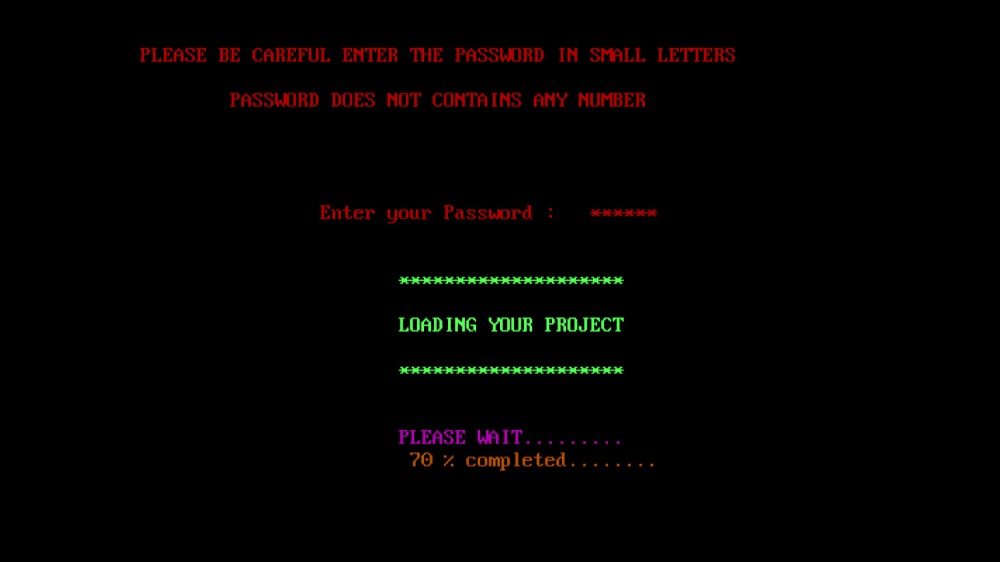 PLEASE BE CAREFUL ENTER THE PASSWORD IN SMALL LETTERS
PASSWORD DOES NOT CONTAINS ANY NUMBER
Enter your Password : ******
********************
LOADING YOUR PROJECT
********************
PLEASE WAIT.........
70 % completed........